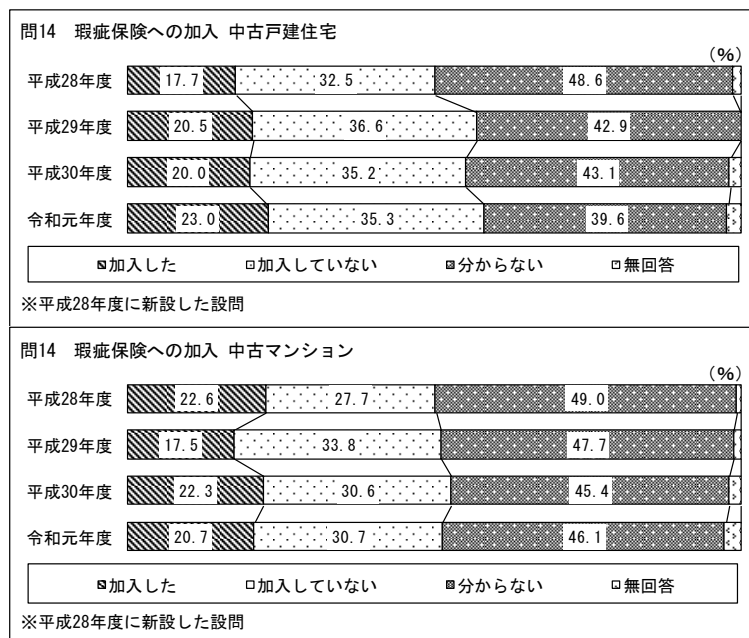 問14 瑕疵保険への加入 中古戸建住宅
(%)
平成28年度 17.7 32.5 48.6
平成29年度 20.5 36.6 42.9
平成30年度 20.0 35.2 43.1
令和元年度 23.0 35.3 39.6
加入した 加入していない 分からない 無回答
※平成28年度に新設した設問
問14 瑕疵保険への加入 中古マンション
(%)
平成28年度 22.6 27.7 49.0
平成29年度 17.5 33.8 47.7
平成30年度 22.3 30.6 45.4
令和元年度 20.7 30.7 46.1
加入した 加入していない 分からない 無回答
※平成28年度に新設した設問